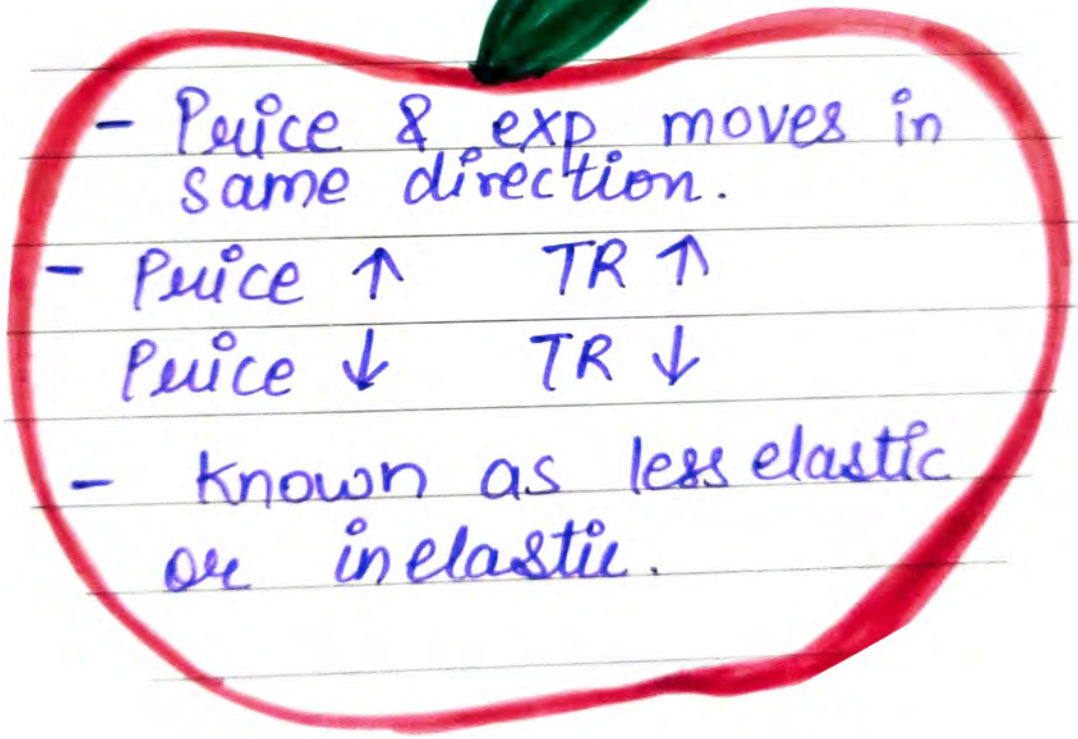 - Price & exp moves in
same direction.
- Price ↑ TR ↑
Price ↓ TR ↓
- Known as less elastic
or inelastic.